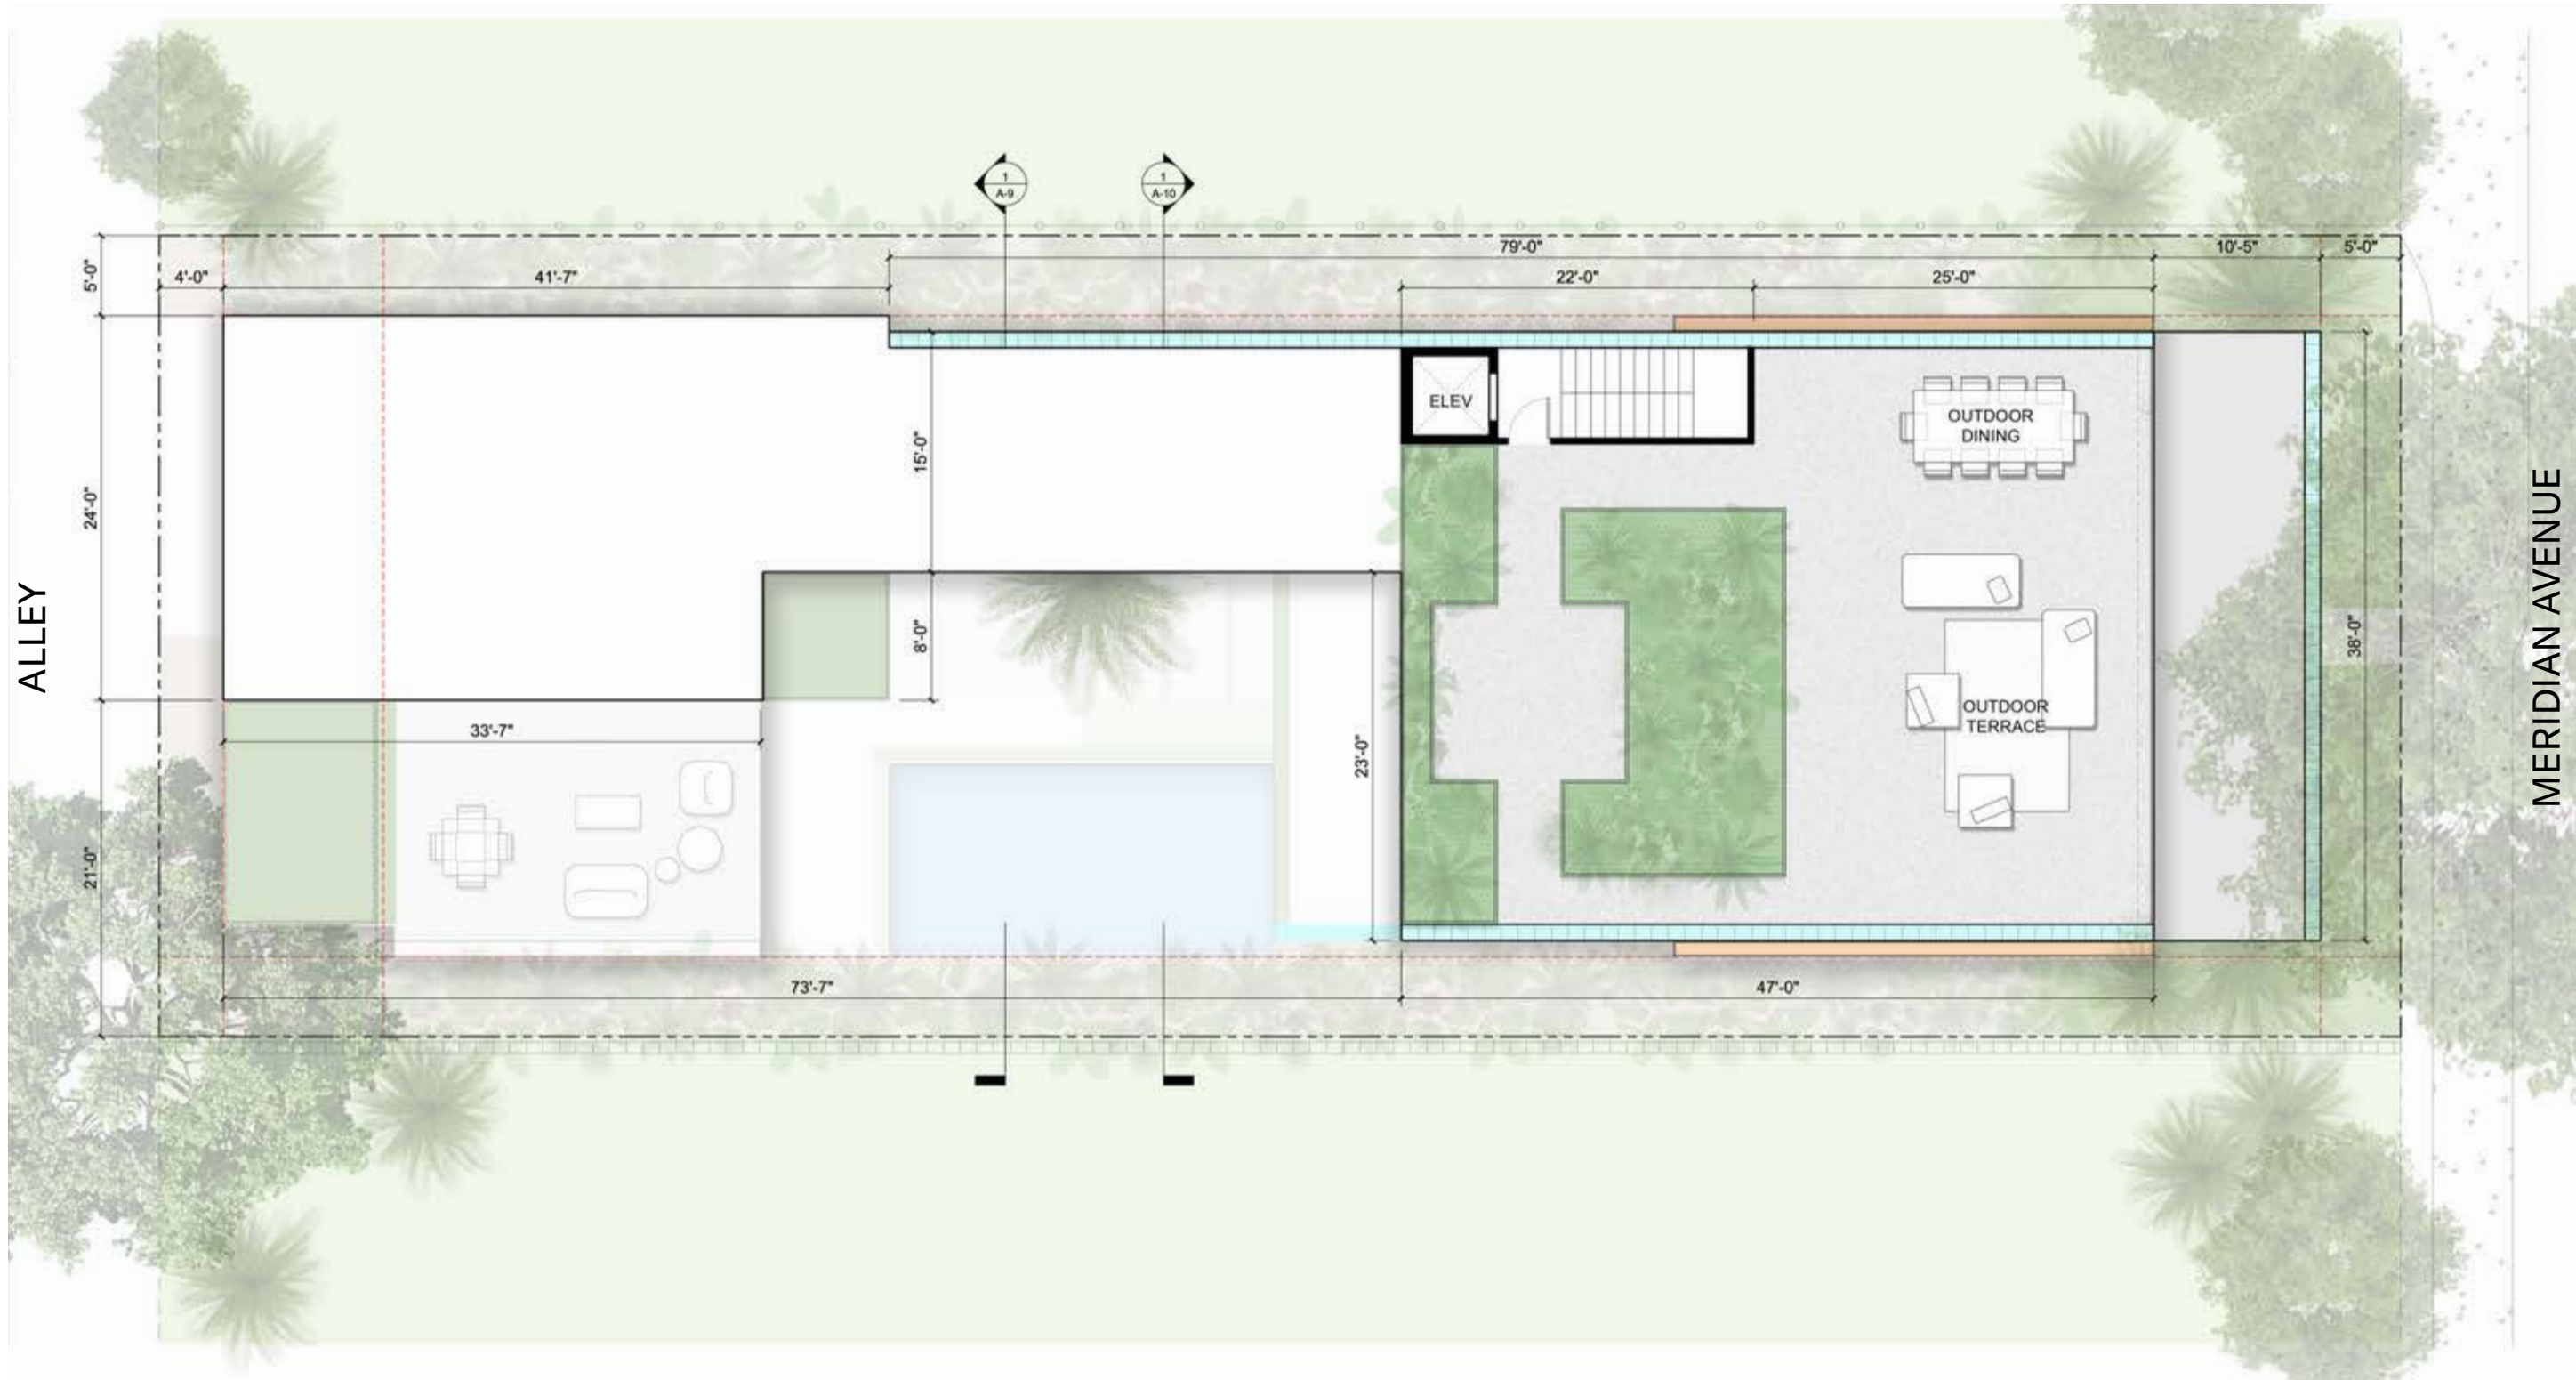 1
A-9
1
A-10
79'-0"
10'-5"
5'-0"
5'-0"
4'-0"
41'-7"
22'-0"
25'-0"
ELEV
OUTDOOR
DINING
15'-0"
24'-0"
ALLEY
8'-0"
38'-0"
MERIDIAN AVENUE
OUTDOOR
TERRACE
33'-7"
23'-0"
21'-0"
73'-7"
47'-0"